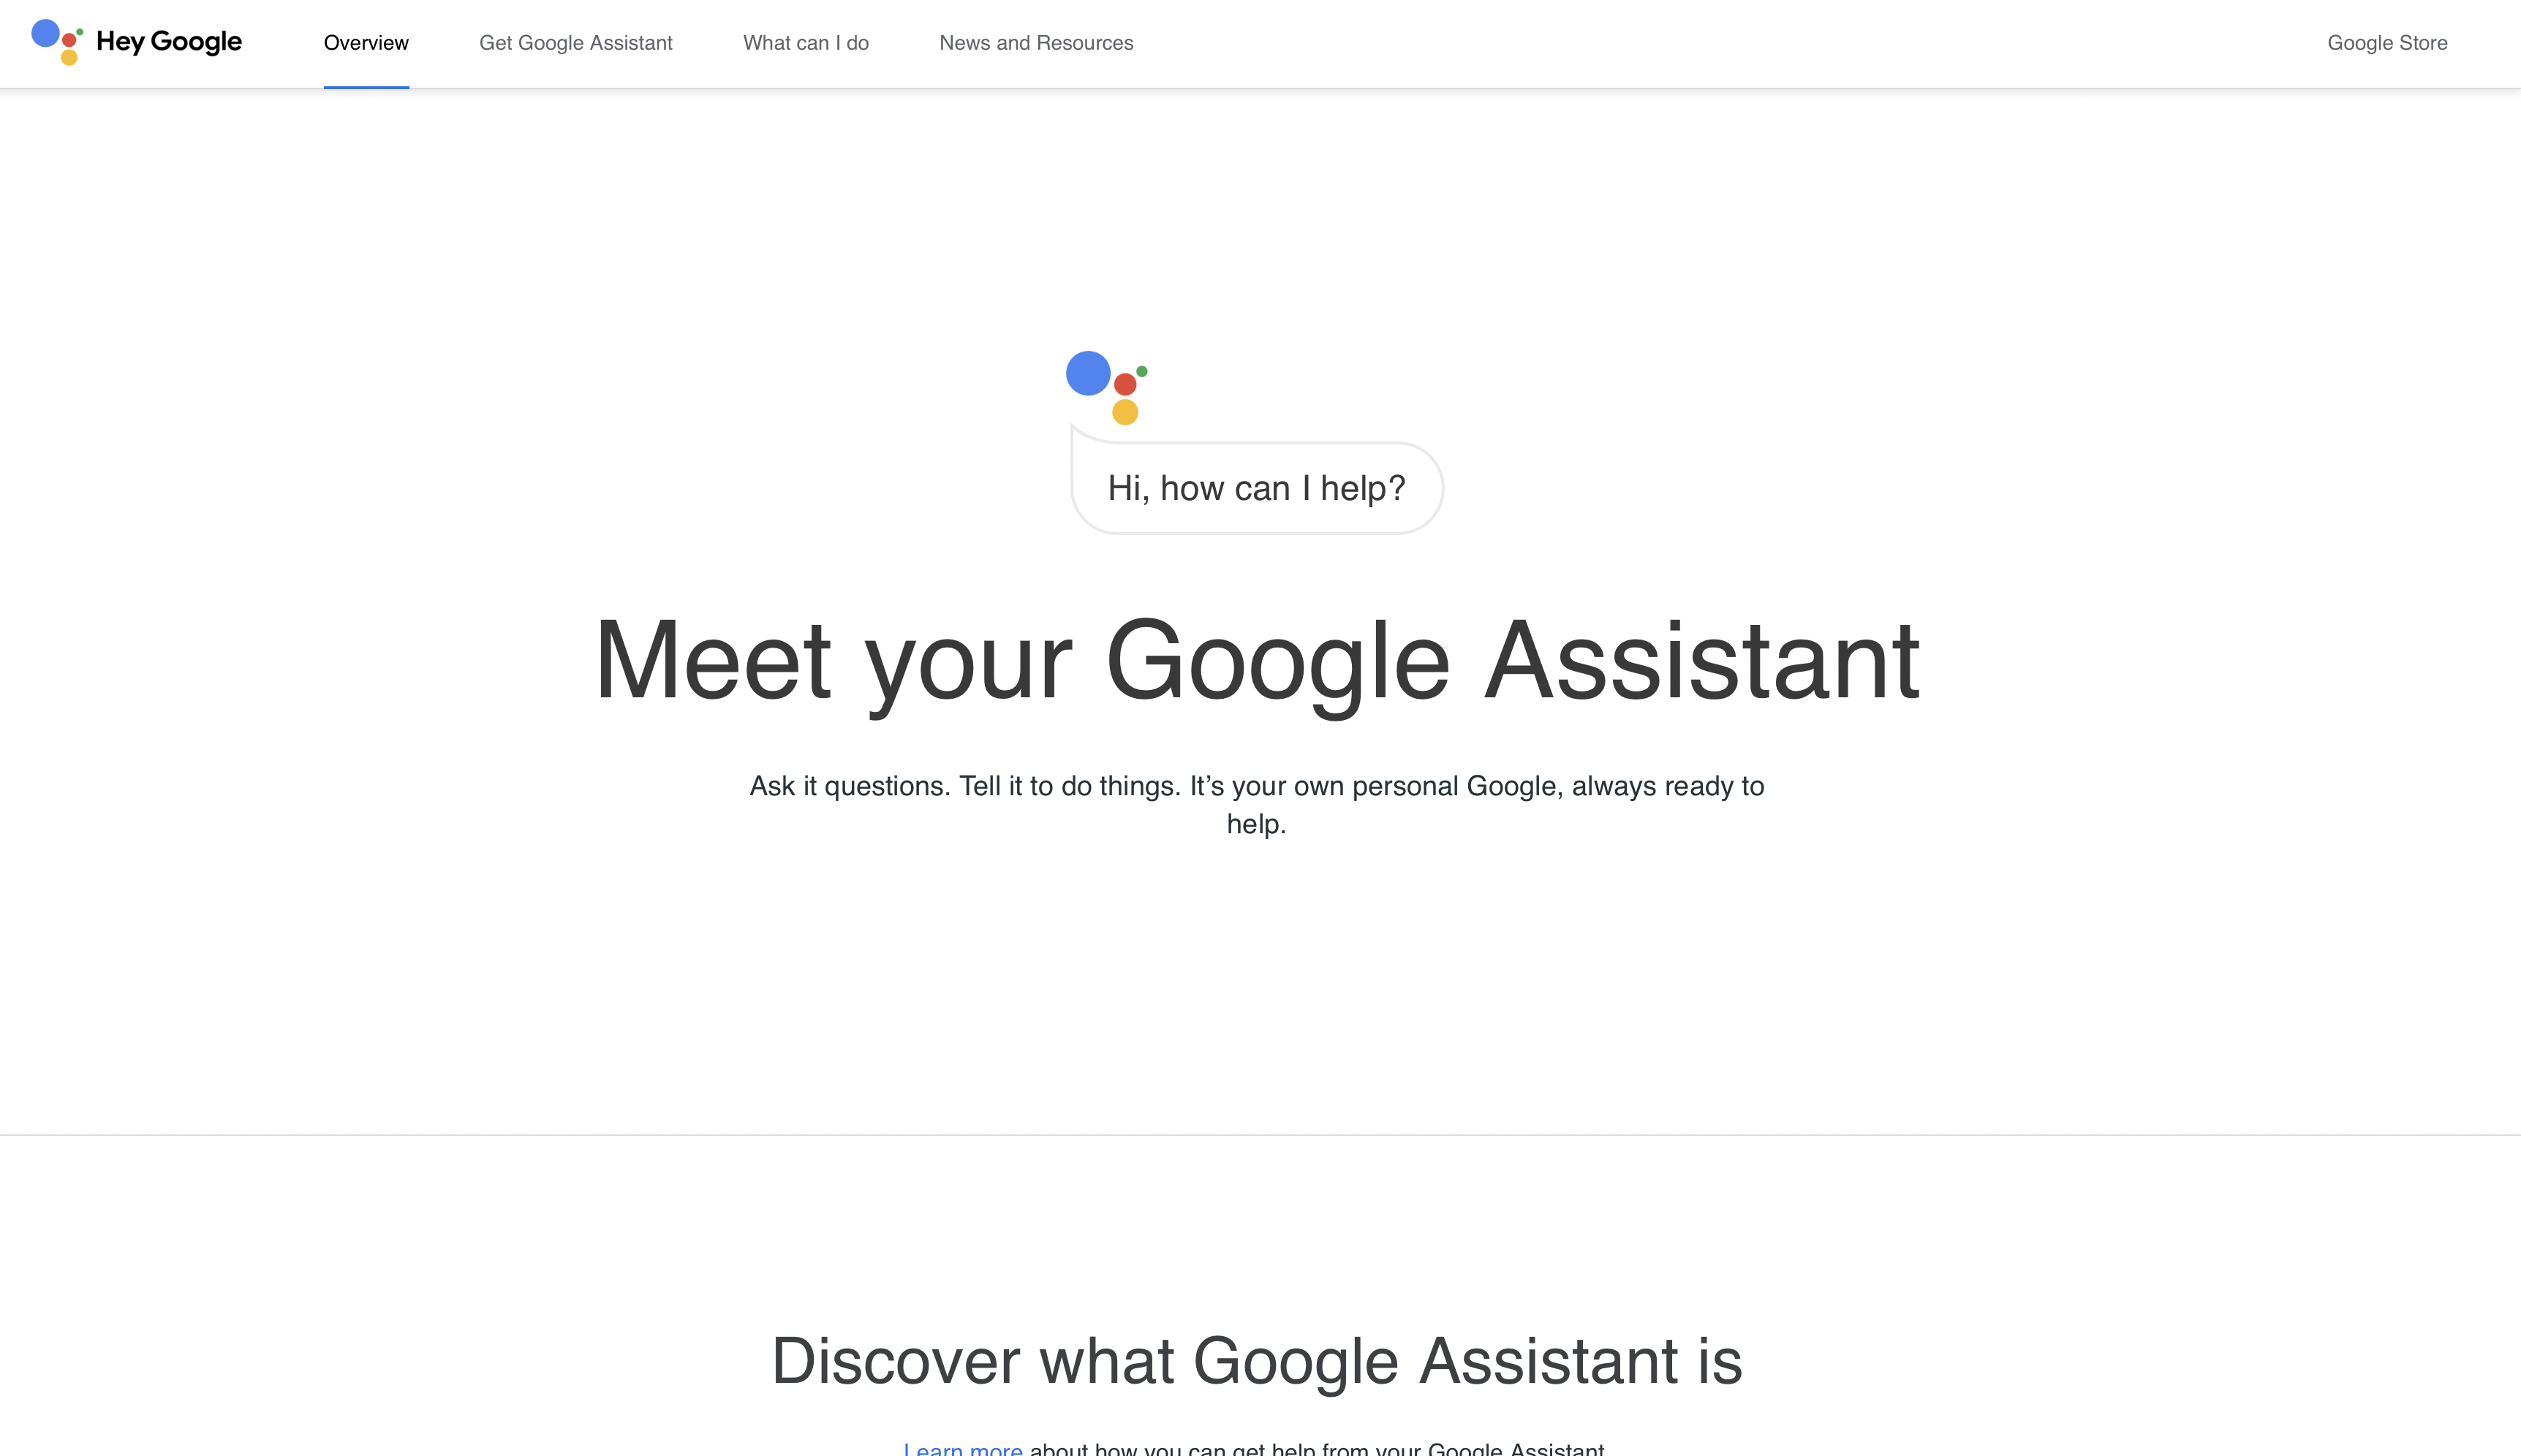 Hey Google
Overview
Get Google Assistant
What can I do
News and Resources
Google Store
Hi, how can I help?
Meet your Google Assistant
Ask it questions. Tell it to do things. It’s your own personal Google, always ready to
help.
Discover what Google Assistant is
Learn more about how you can get help from your Google Assistant